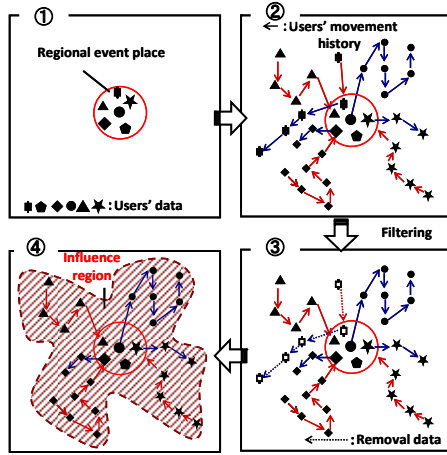 ①
Regional event place
: Users' data
②
: Users' movement
history
Filtering
④
Influence
region
③
: Removal data